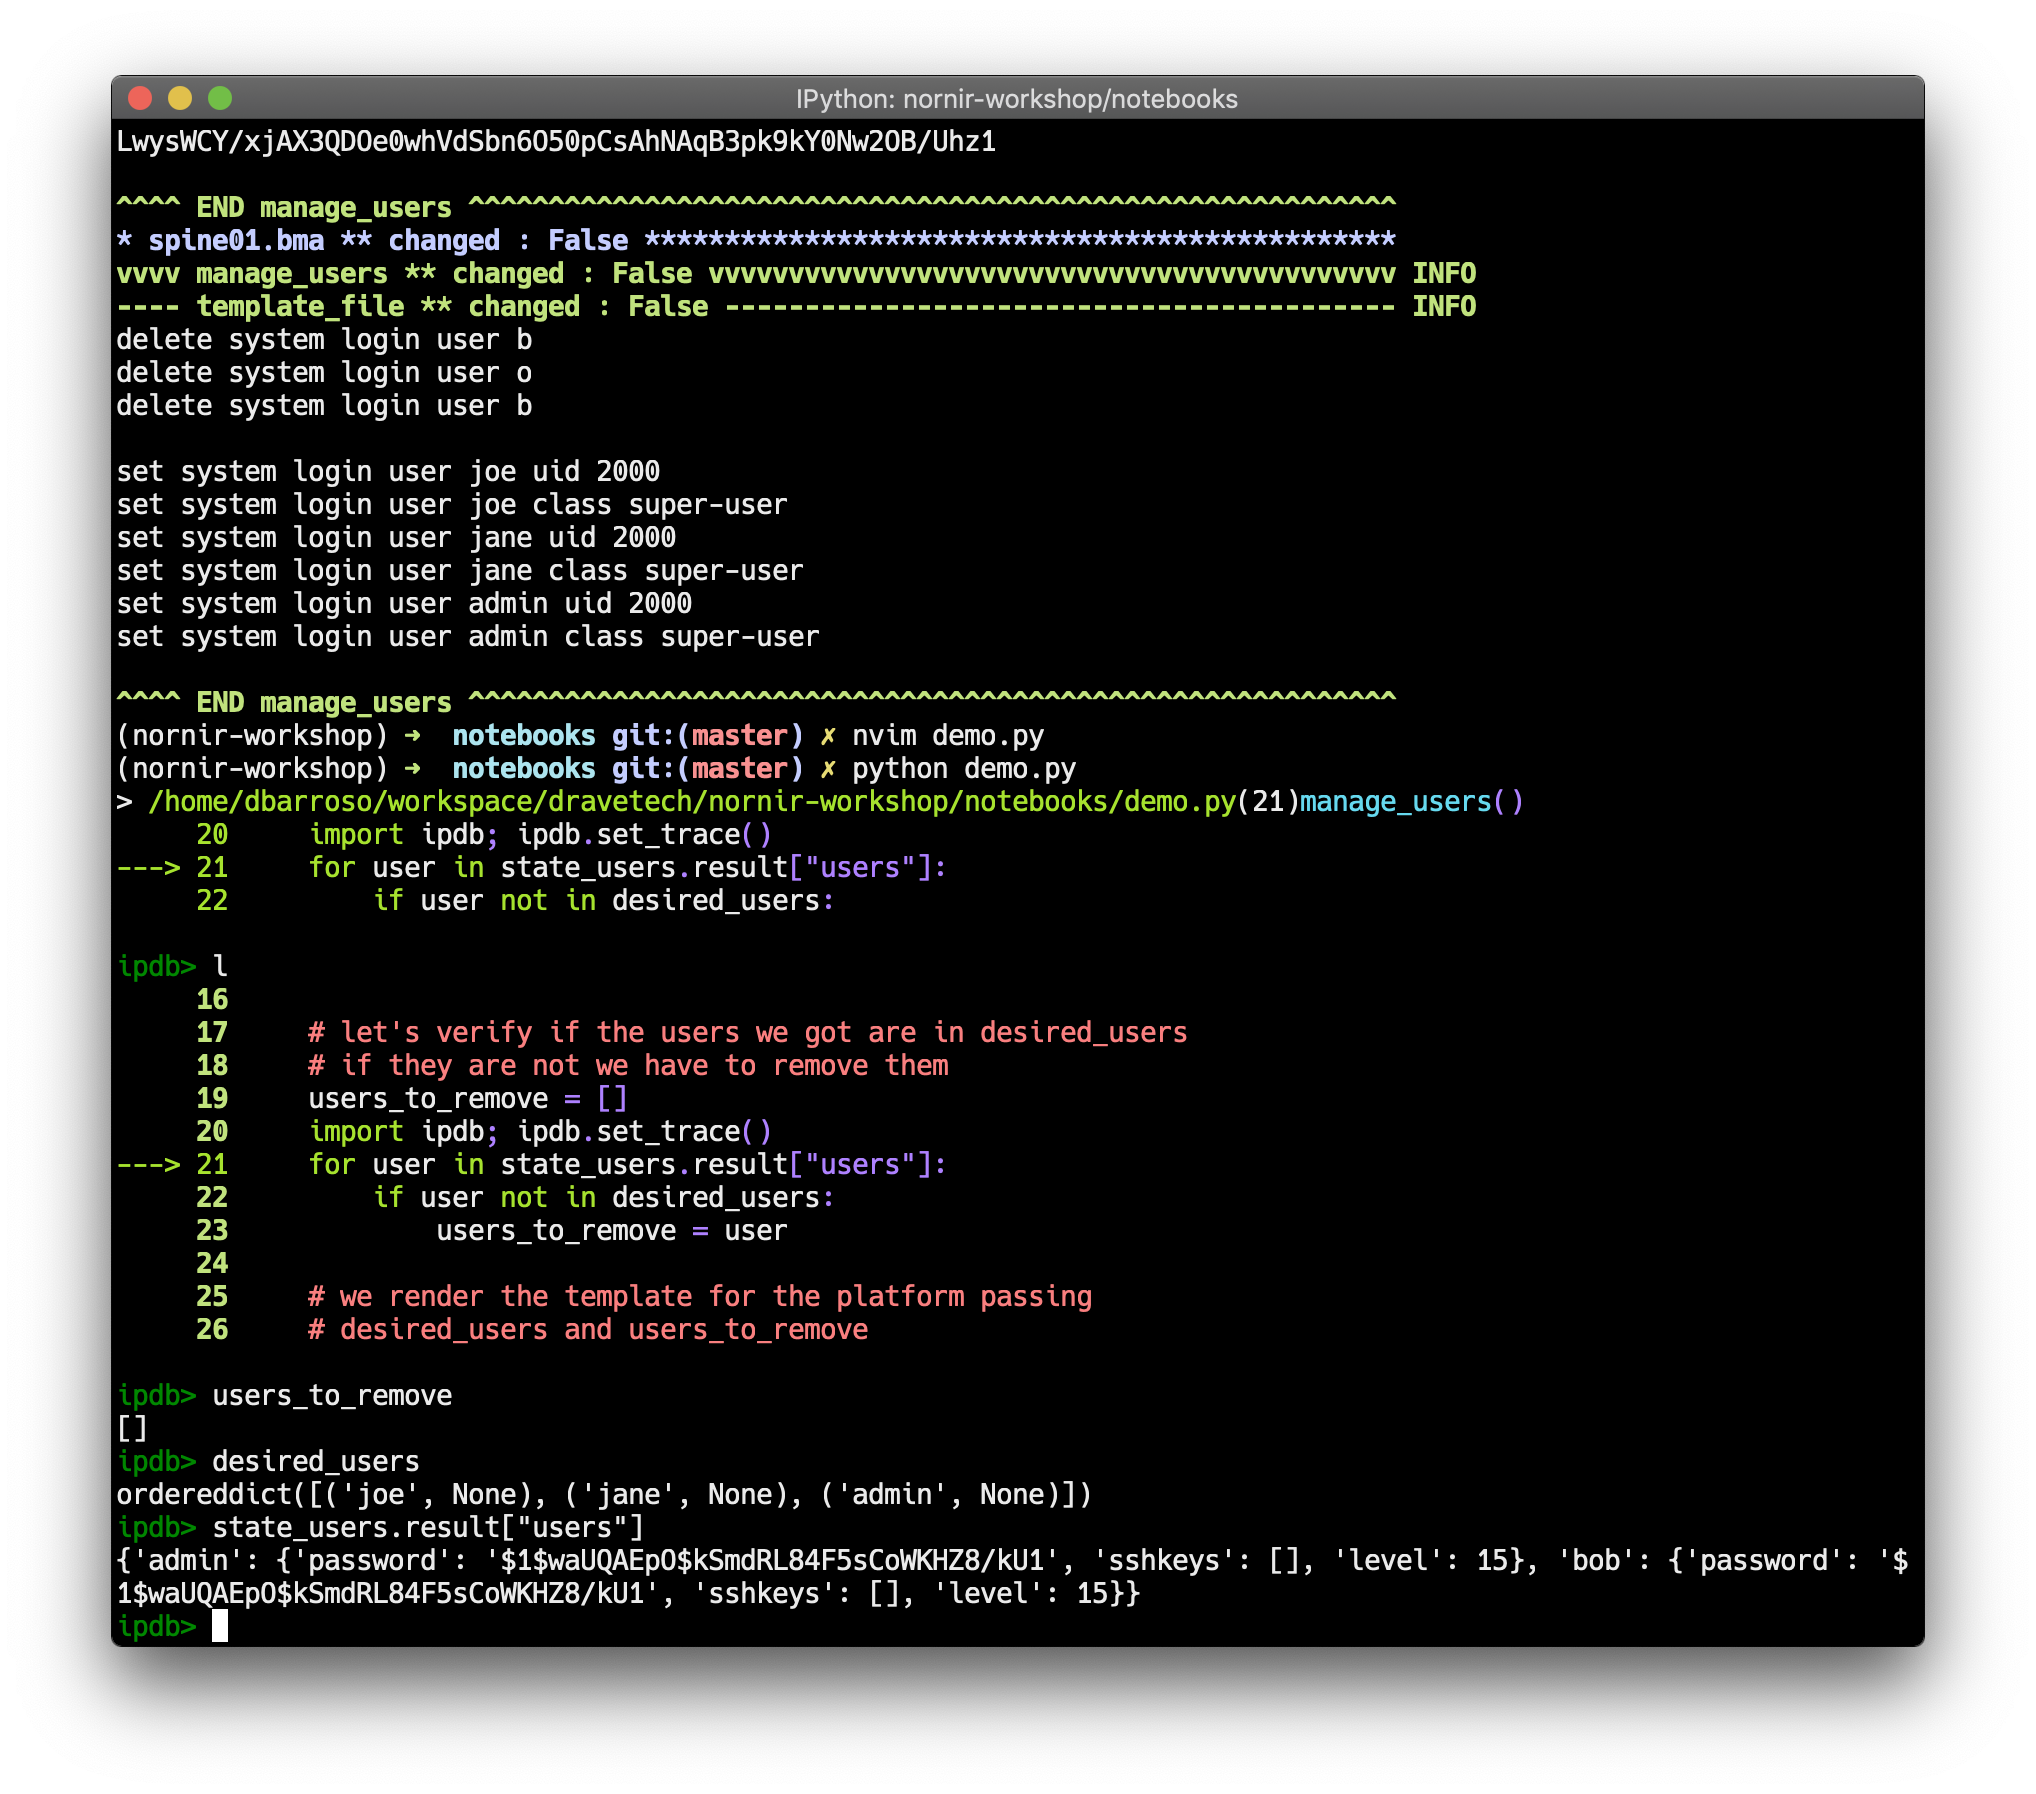 IPython: nornir-workshop/notebooks
LwysWCY/xjAX3QDOe0whVdSbn6O50pCsAhNAqB3pk9kY0Nw2OB/Uhz1
^^^^ END manage_users ^^^^^^^^^^^^^^^^^^^^^^^^^^^^^^^^^^^^^^^^^^^^^^^^^^^^^^^^^^
* spine01.bma ** changed : False ***********************************************
vvvv manage_users ** changed : False vvvvvvvvvvvvvvvvvvvvvvvvvvvvvvvvvvvvvvvvvvv INFO
---- template_file ** changed : False ------------------------------------------ INFO
delete system login user b
delete system login user o
delete system login user b
set system login user joe uid 2000
set system login user joe class super-user
set system login user jane uid 2000
set system login user jane class super-user
set system login user admin uid 2000
set system login user admin class super-user
^^^^ END manage_users ^^^^^^^^^^^^^^^^^^^^^^^^^^^^^^^^^^^^^^^^^^^^^^^^^^^^^^^^^^
(nornir-workshop) ➜  notebooks git:(master) ✗ nvim demo.py
(nornir-workshop) ➜  notebooks git:(master) ✗ python demo.py
> /home/dbarroso/workspace/dravetech/nornir-workshop/notebooks/demo.py(21)manage_users()
     20     import ipdb; ipdb.set_trace()
---> 21     for user in state_users.result["users"]:
     22         if user not in desired_users:
ipdb> l
     16
     17     # let's verify if the users we got are in desired_users
     18     # if they are not we have to remove them
     19     users_to_remove = []
     20     import ipdb; ipdb.set_trace()
---> 21     for user in state_users.result["users"]:
     22         if user not in desired_users:
     23             users_to_remove = user
     24
     25     # we render the template for the platform passing
     26     # desired_users and users_to_remove
ipdb> users_to_remove
[]
ipdb> desired_users
ordereddict([('joe', None), ('jane', None), ('admin', None)])
ipdb> state_users.result["users"]
{'admin': {'password': '$1$waUQAEpO$kSmdRL84F5sCoWKHZ8/kU1', 'sshkeys': [], 'level': 15}, 'bob': {'password': '$
1$waUQAEpO$kSmdRL84F5sCoWKHZ8/kU1', 'sshkeys': [], 'level': 15}}
ipdb>